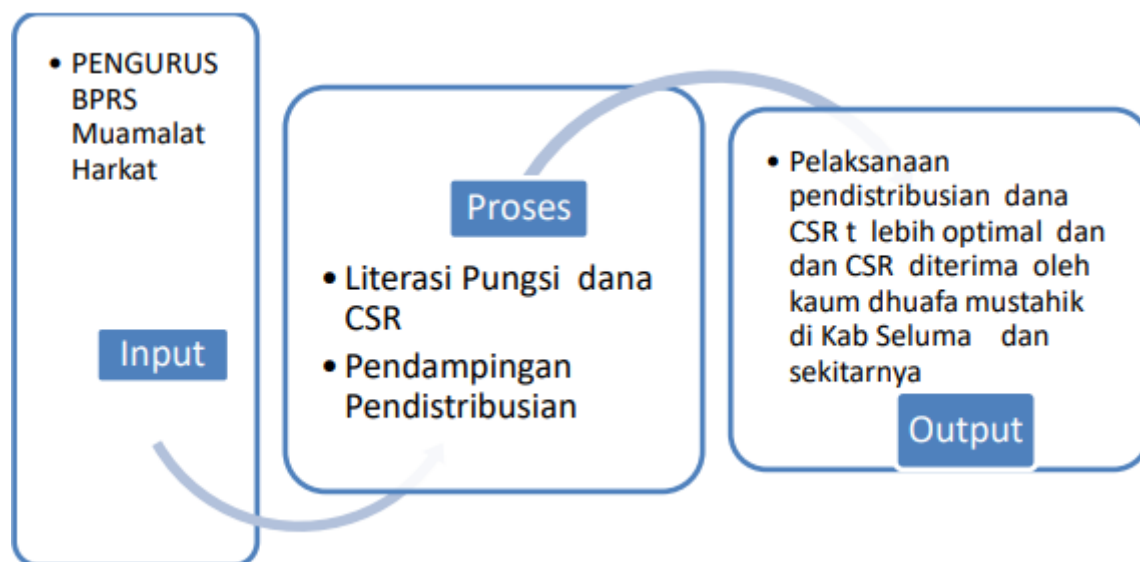 • PENGURUS
BPRS
Muamalat
Harkat
Input
Proses
• Literasi Pungsi dana
CSR
• Pendampingan
Pendistribusian
• Pelaksanaan
pendistribusian dana
CSR t lebih optimal dan
dan CSR diterima oleh
kaum dhuafa mustahik
di Kab Seluma dan
sekitarnya
Output